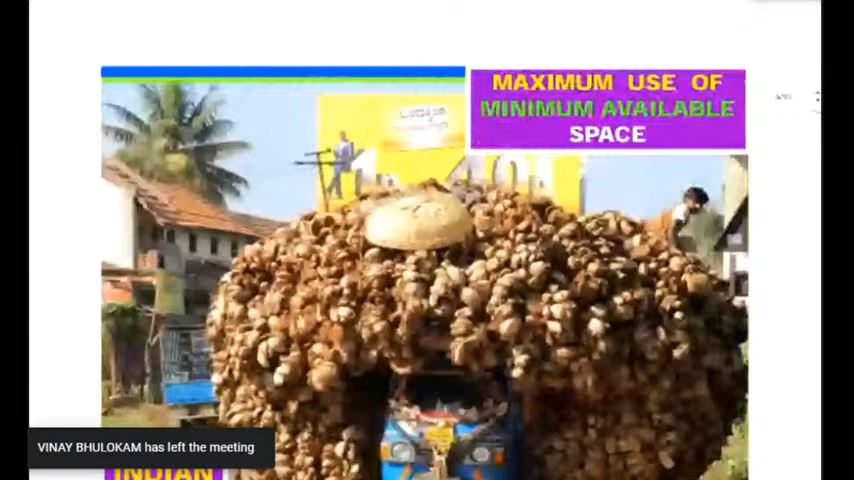 MAXIMUM USE OF
MINIMUM AVAILABLE
SPACE
VINAY BHULOKAM has left the meeting
INDIAN